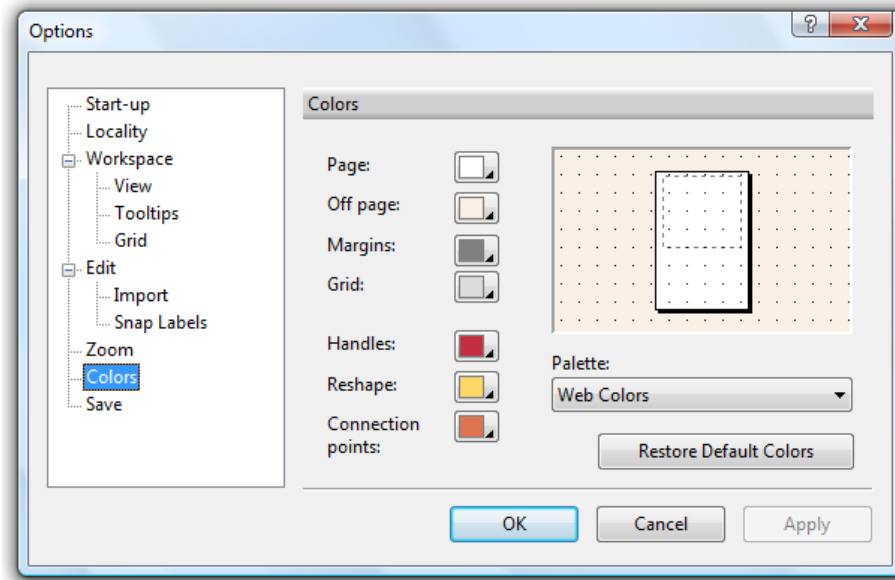 Options
?
X
Start-up
Locality
Workspace
View
Tooltips
Grid
Edit
Import
Snap Labels
Zoom
Colors
Save
Colors
Page:
Off page:
Margins:
Grid:
Handles:
Reshape:
Connection
points:
Palette:
Web Colors
Restore Default Colors
OK
Cancel
Apply